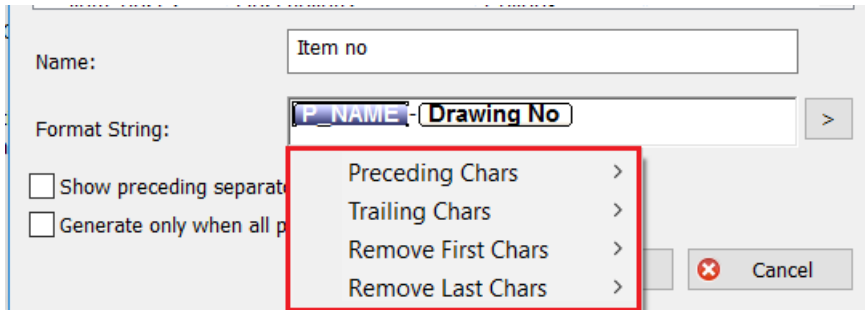 Name:
Item no
Format String:
P_NAME-Drawing No
>
Show preceding
Generate only when all
Preceding Chars >
Trailing Chars >
Remove First Chars >
Remove Last Chars >
Cancel